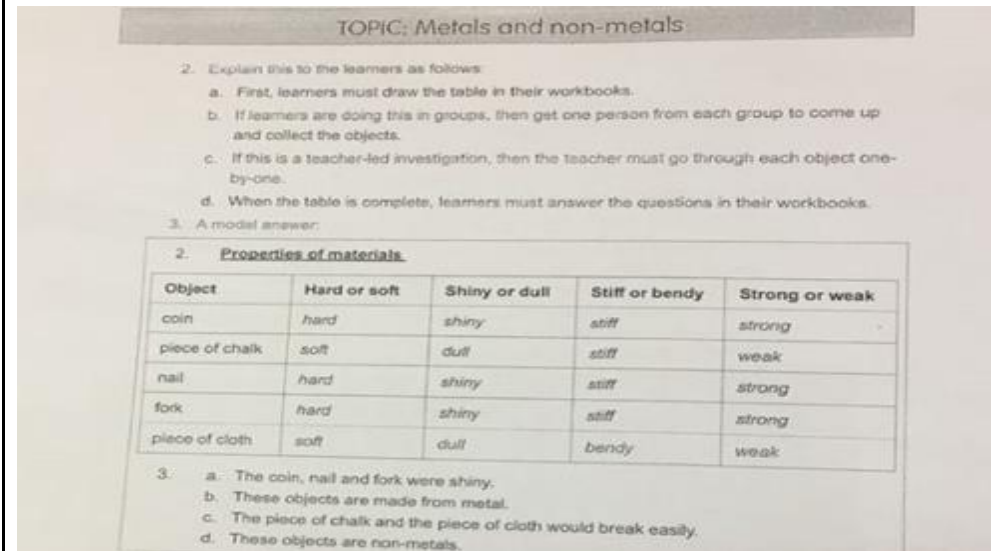 TOPIC: Metals and non-metals
2. Explain this to the learners as follows:
a. First, learners must draw the table in their workbooks.
b. If learners are doing this in groups, then get one person from each group to come up
and collect the objects.
c. If this is a teacher-led investigation, then the teacher must go through each object one-
by-one.
d. When the table is complete, learners must answer the questions in their workbooks.
3. A model answer:
2. Properties of materials
Object Hard or soft Shiny or dull Stiff or bendy Strong or weak
coin hard shiny stiff strong
piece of chalk soft dull stiff weak
nail hard shiny stiff strong
fork hard shiny stiff strong
piece of cloth soft dull bendy weak
3. a. The coin, nail and fork were shiny.
b. These objects are made from metal.
c. The piece of chalk and the piece of cloth would break easily.
d. These objects are non-metals.